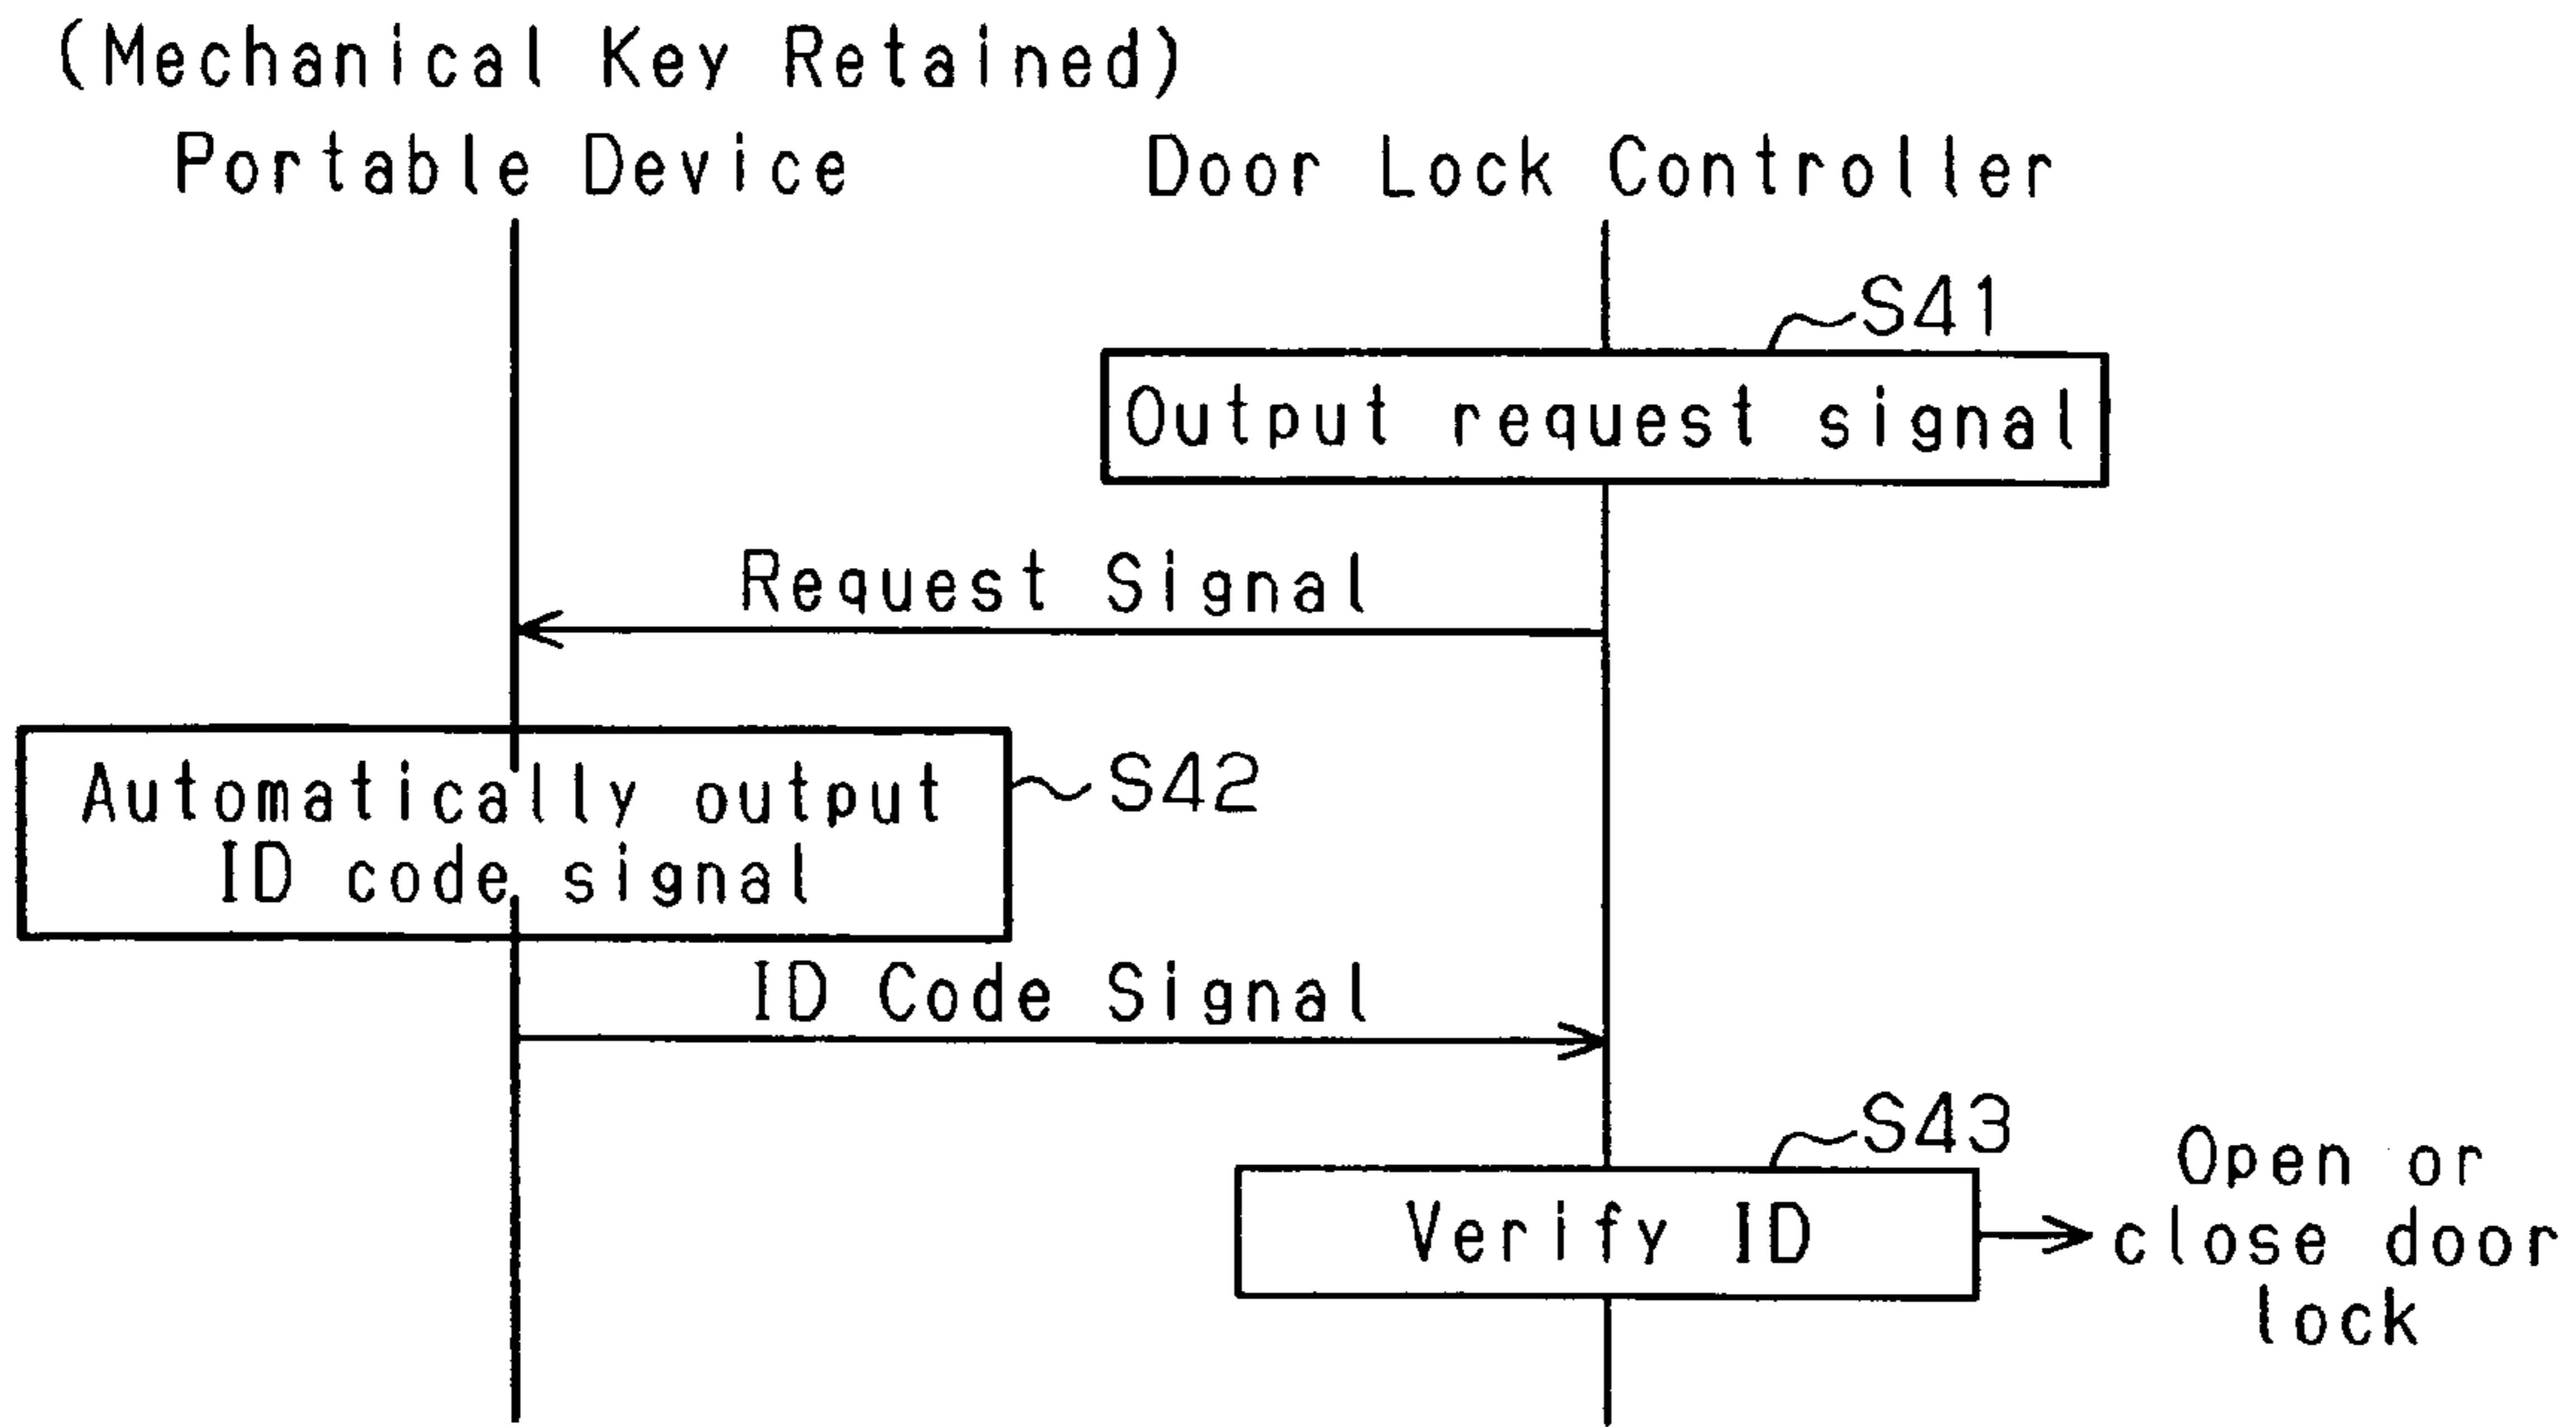 (Mechanical Key Retained)
Portable Device
Door Lock Controller
S41
Output request signal
Request Signal
Automatically output
ID code signal
S42
ID Code Signal
S43
Verify ID
Open or
close door
lock